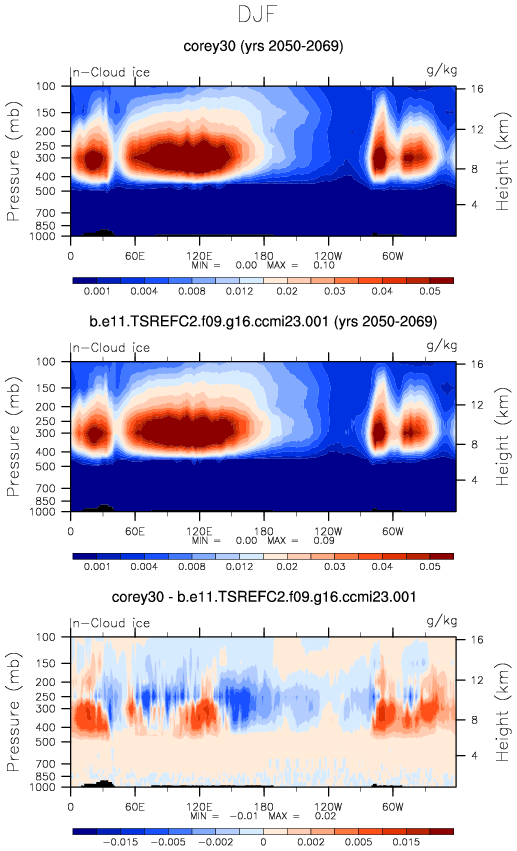 DJF
corey30 (yrs 2050-2069)
n-Cloud ice g/kg
Pressure (mb)
100
150
200
250
300
400
500
700
850
1000
16
12
8
4
Height (km)
0 60E 120E 180 120W 60W
MIN = 0.00 MAX = 0.10
0.001 0.004 0.008 0.012 0.02 0.03 0.04 0.05
b.e11.TSREFC2.f09.g16.ccmi23.001 (yrs 2050-2069)
n-Cloud ice g/kg
Pressure (mb)
100
150
200
250
300
400
500
700
850
1000
16
12
8
4
Height (km)
0 60E 120E 180 120W 60W
MIN = 0.00 MAX = 0.09
0.001 0.004 0.008 0.012 0.02 0.03 0.04 0.05
corey30 - b.e11.TSREFC2.f09.g16.ccmi23.001
n-Cloud ice g/kg
Pressure (mb)
100
150
200
250
300
400
500
700
850
1000
16
12
8
4
Height (km)
0 60E 120E 180 120W 60W
MIN = -0.01 MAX = 0.02
-0.015 -0.005 -0.002 0 0.002 0.005 0.015